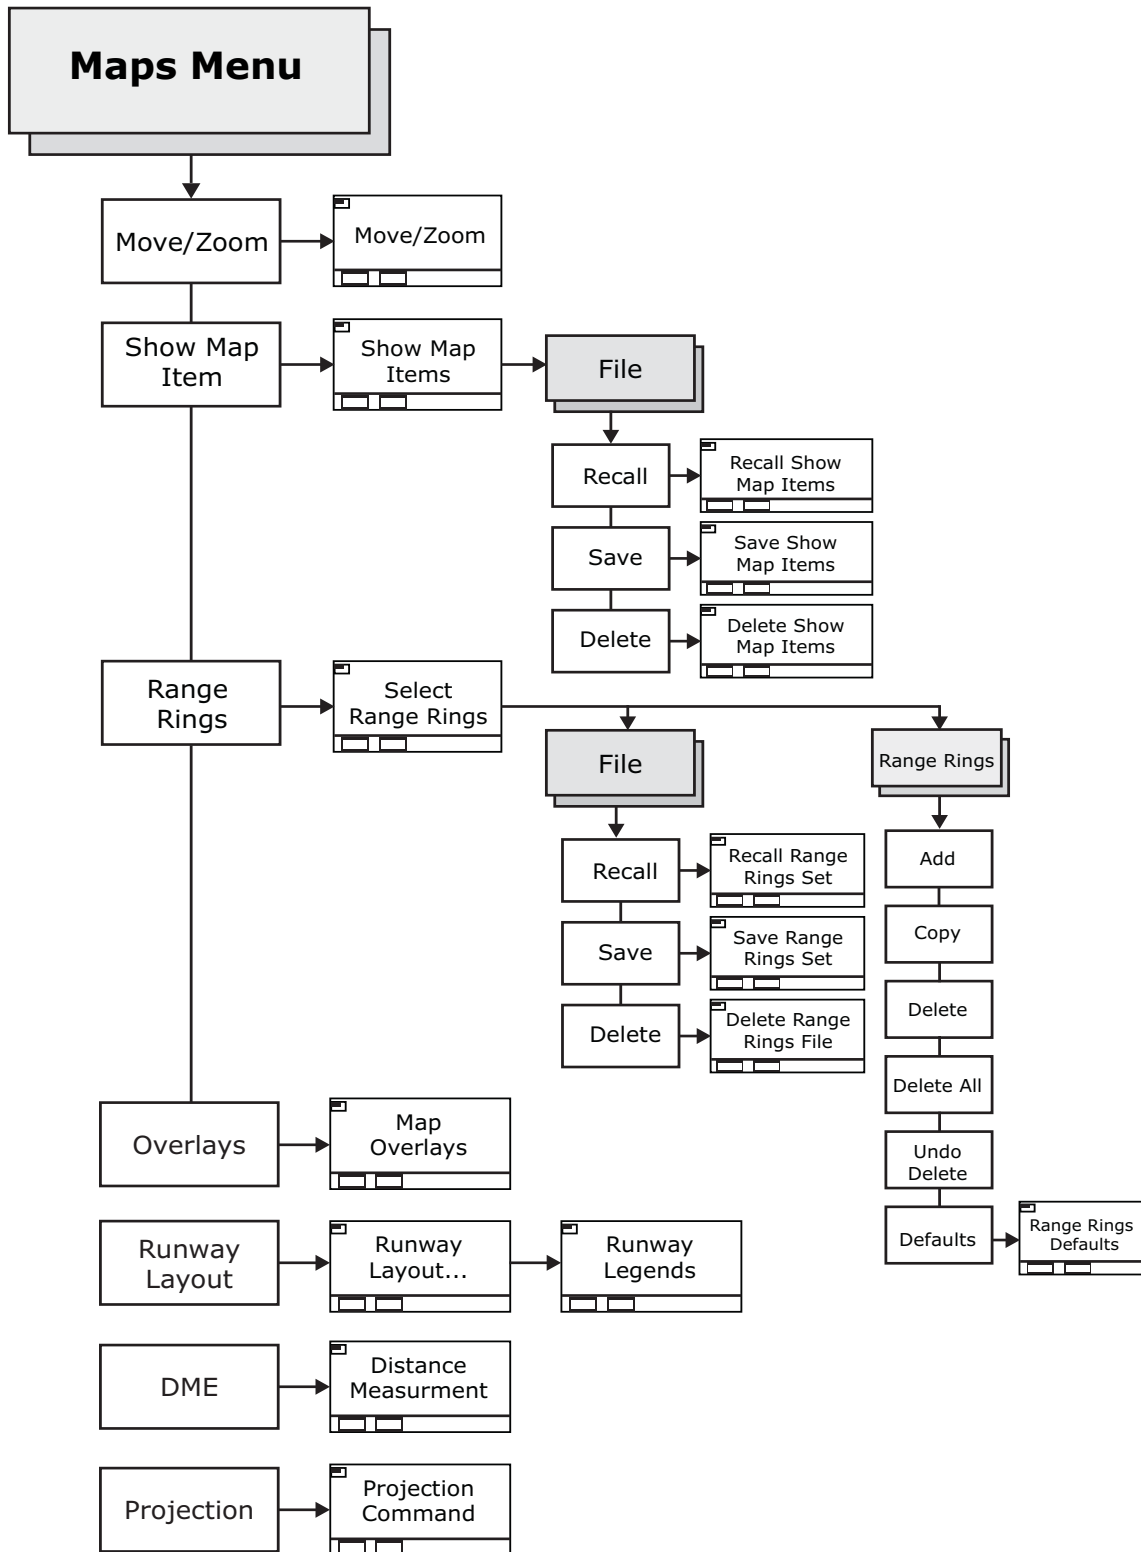 Maps Menu
Move/Zoom
Move/Zoom
Show Map
Item
Show Map
Items
File
Recall
Recall Show
Map Items
Save
Save Show
Map Items
Delete
Delete Show
Map Items
Range
Rings
Select
Range Rings
File
Recall
Recall Range
Rings Set
Save
Save Range
Rings Set
Delete
Delete Range
Rings File
Range Rings
Add
Copy
Delete
Delete All
Undo
Delete
Defaults
Range Rings
Defaults
Overlays
Map
Overlays
Runway
Layout
Runway
Layout...
Runway
Legends
DME
Distance
Measurment
Projection
Projection
Command